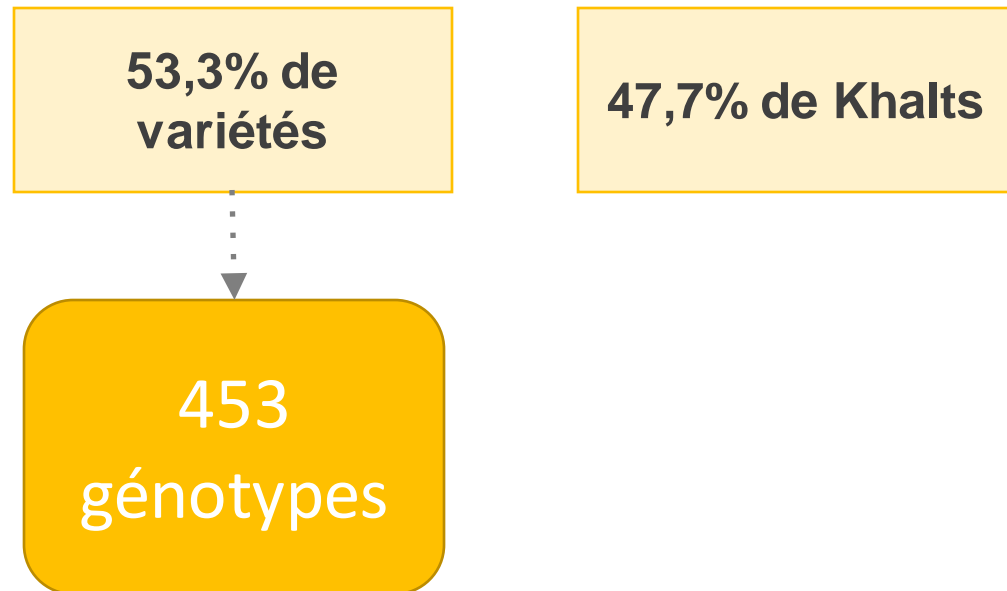 53,3% de
variétés
47,7% de Khalts
453
génotypes